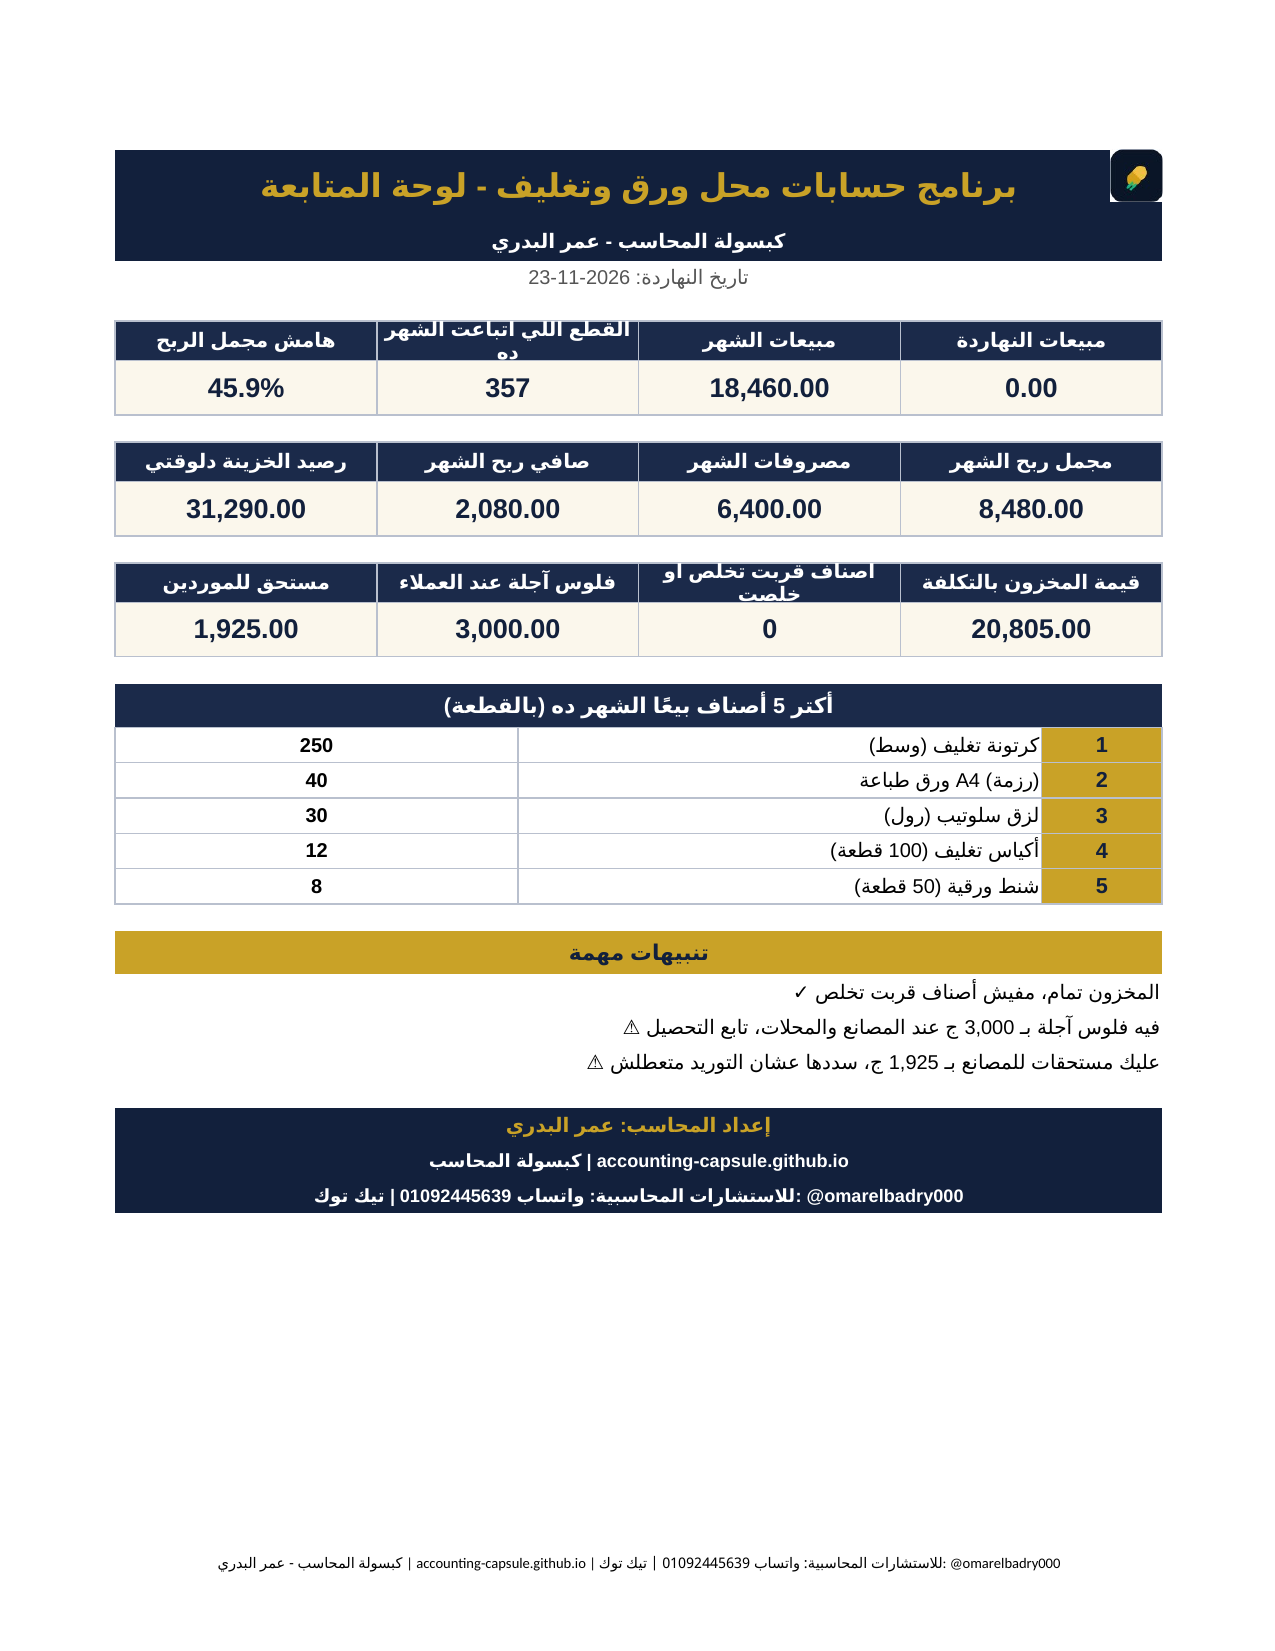 برنامج حسابات محل ورق وتغليف - لوحة المتابعة
كبسولة المحاسب - عمر البدري
تاريخ النهاردة: 2026-11-23
مبيعات النهاردة
مبيعات الشهر
القطع اللي اتباعت الشهر
ده
هامش مجمل الربح
0.00
18,460.00
357
45.9%
مجمل ربح الشهر
مصروفات الشهر
صافي ربح الشهر
رصيد الخزينة دلوقتي
8,480.00
6,400.00
2,080.00
31,290.00
قيمة المخزون بالتكلفة
أصناف قربت تخلص أو
خلصت
فلوس آجلة عند العملاء
مستحق للموردين
20,805.00
0
3,000.00
1,925.00
أكتر 5 أصناف بيعًا الشهر ده (بالقطعة)
1 كرتونة تغليف (وسط) 250
2 ورق طباعة A4 (رزمة) 40
3 لزق سلوتيب (رول) 30
4 أكياس تغليف (100 قطعة) 12
5 شنط ورقية (50 قطعة) 8
تنبيهات مهمة
المخزون تمام، مفيش أصناف قربت تخلص ✓
فيه فلوس آجلة بـ 3,000 ج عند المصانع والمحلات، تابع التحصيل ⚠
عليك مستحقات للمصانع بـ 1,925 ج، سددها عشان التوريد متعطلش ⚠
إعداد المحاسب: عمر البدري
كبسولة المحاسب | accounting-capsule.github.io
للاستشارات المحاسبية: واتساب 01092445639 | تيك توك: @omarelbadry000
كبسولة المحاسب - عمر البدري | accounting-capsule.github.io | للاستشارات المحاسبية: واتساب 01092445639 | تيك توك: @omarelbadry000